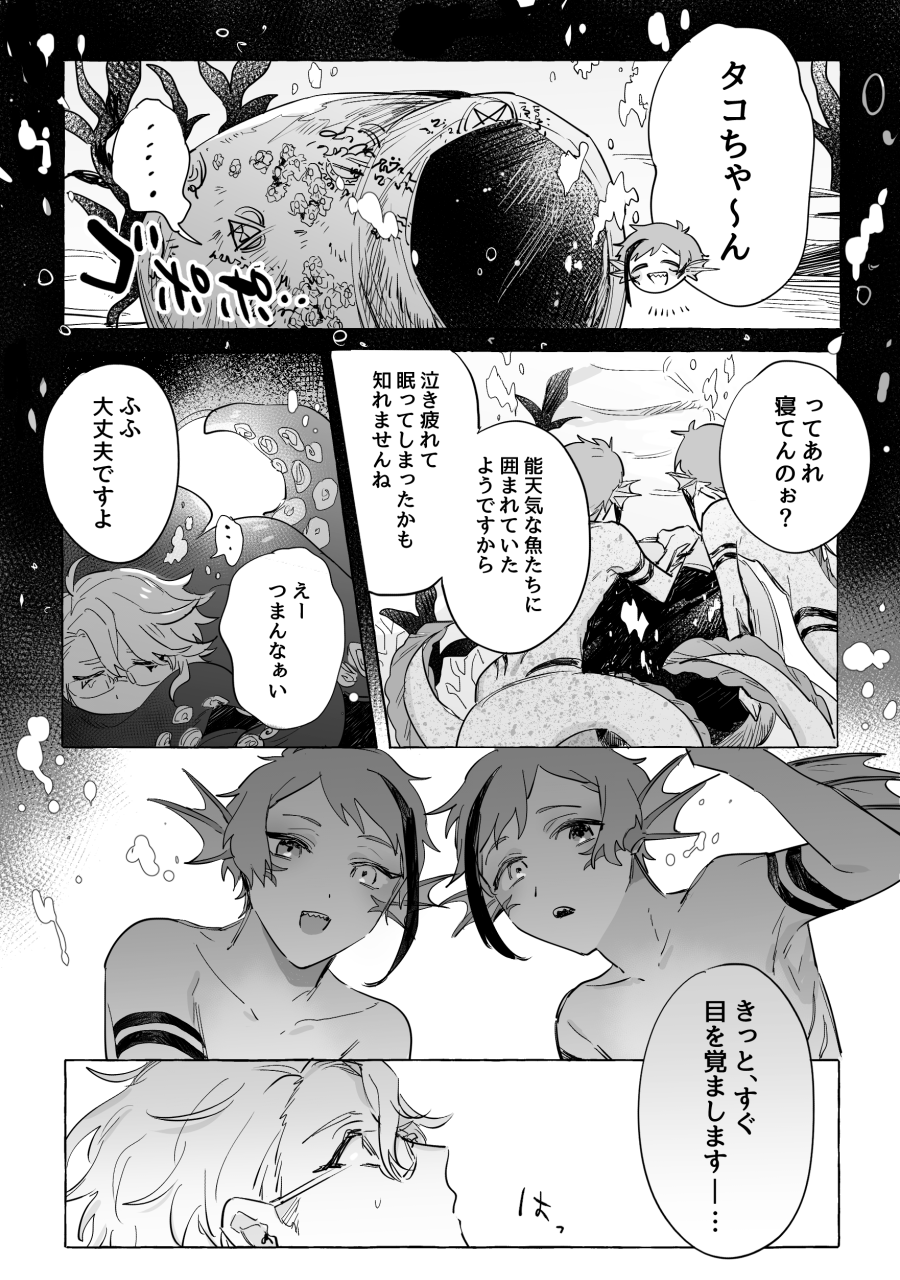 タコちゃ～ん
……
ってあれ
寝てんのぉ？
能天気な魚たちに
囲まれていた
ようですから
泣き疲れて
眠ってしまったかも
知れませんね
えー
つまんなぁい
…
ふふ
大丈夫ですよ
きっと、すぐ
目を覚まします―…
はっ